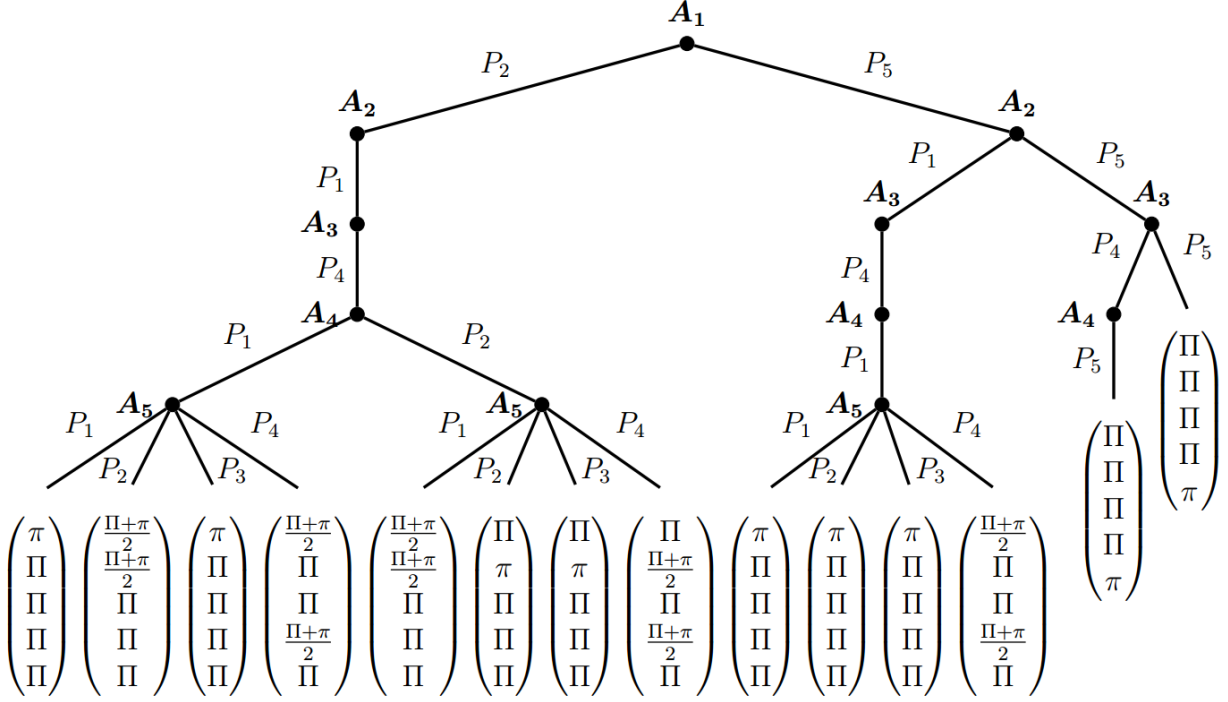 A₁
P₂ P₅
A₂ A₂
P₁ P₁ P₅
A₃ A₃ A₃
P₄ P₄ P₄ P₅
A₄ A₄ A₄
P₁ P₂ P₁ P₅
A₅ A₅ A₅
P₁ P₂ P₃ P₄ P₁ P₂ P₃ P₄ P₁ P₂ P₃ P₄
π (Π+π)/2 π (Π+π)/2 (Π+π)/2 Π Π Π π π π (Π+π)/2 Π Π
Π (Π+π)/2 Π Π (Π+π)/2 π π (Π+π)/2 Π Π Π Π Π Π
Π Π Π Π Π Π Π Π Π Π Π Π Π Π
Π Π Π (Π+π)/2 Π Π Π (Π+π)/2 Π Π Π (Π+π)/2 Π Π
Π Π Π Π Π Π Π Π Π Π Π Π π π